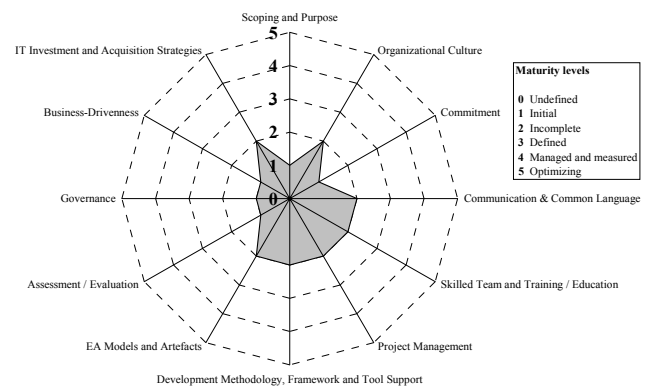 Scoping and Purpose
IT Investment and Acquisition Strategies
5
Organizational Culture
4
3
Business-Drivenness
2
Commitment
1
Governance
0
Communication & Common Language
Assessment / Evaluation
Skilled Team and Training / Education
EA Models and Artefacts
Project Management
Development Methodology, Framework and Tool Support
Maturity levels
0 Undefined
1 Initial
2 Incomplete
3 Defined
4 Managed and measured
5 Optimizing